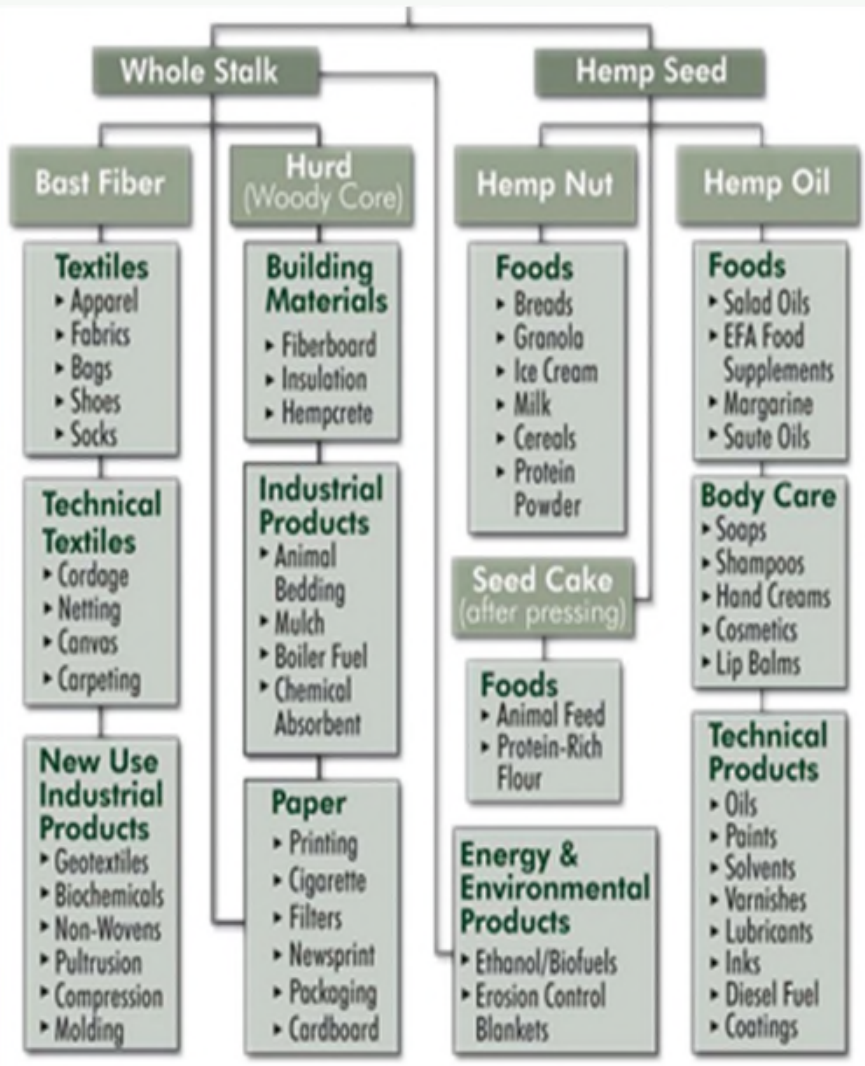 Whole Stalk
Hemp Seed
Bast Fiber
Hurd
(Woody Core)
Hemp Nut
Hemp Oil
Textiles
‣ Apparel
‣ Fabrics
‣ Bags
‣ Shoes
‣ Socks
Technical
Textiles
‣ Cordage
‣ Netting
‣ Canvas
‣ Carpeting
New Use
Industrial
Products
‣ Geotextiles
‣ Biochemicals
‣ Non-Wovens
‣ Pultrusion
‣ Compression
‣ Molding
Building
Materials
‣ Fiberboard
‣ Insulation
‣ Hempcrete
Industrial
Products
‣ Animal
Bedding
‣ Mulch
‣ Boiler Fuel
‣ Chemical
Absorbent
Paper
‣ Printing
‣ Cigarette
‣ Filters
‣ Newsprint
‣ Packaging
‣ Cardboard
Foods
‣ Breads
‣ Granola
‣ Ice Cream
‣ Milk
‣ Cereals
‣ Protein
Powder
Seed Cake
(after pressing)
Foods
‣ Animal Feed
‣ Protein-Rich
Flour
Energy &
Environmental
Products
‣ Ethanol/Biofuels
‣ Erosion Control
Blankets
Foods
‣ Salad Oils
‣ EFA Food
Supplements
‣ Margarine
‣ Saute Oils
Body Care
‣ Soaps
‣ Shampoos
‣ Hand Creams
‣ Cosmetics
‣ Lip Balms
Technical
Products
‣ Oils
‣ Paints
‣ Solvents
‣ Varnishes
‣ Lubricants
‣ Inks
‣ Diesel Fuel
‣ Coatings